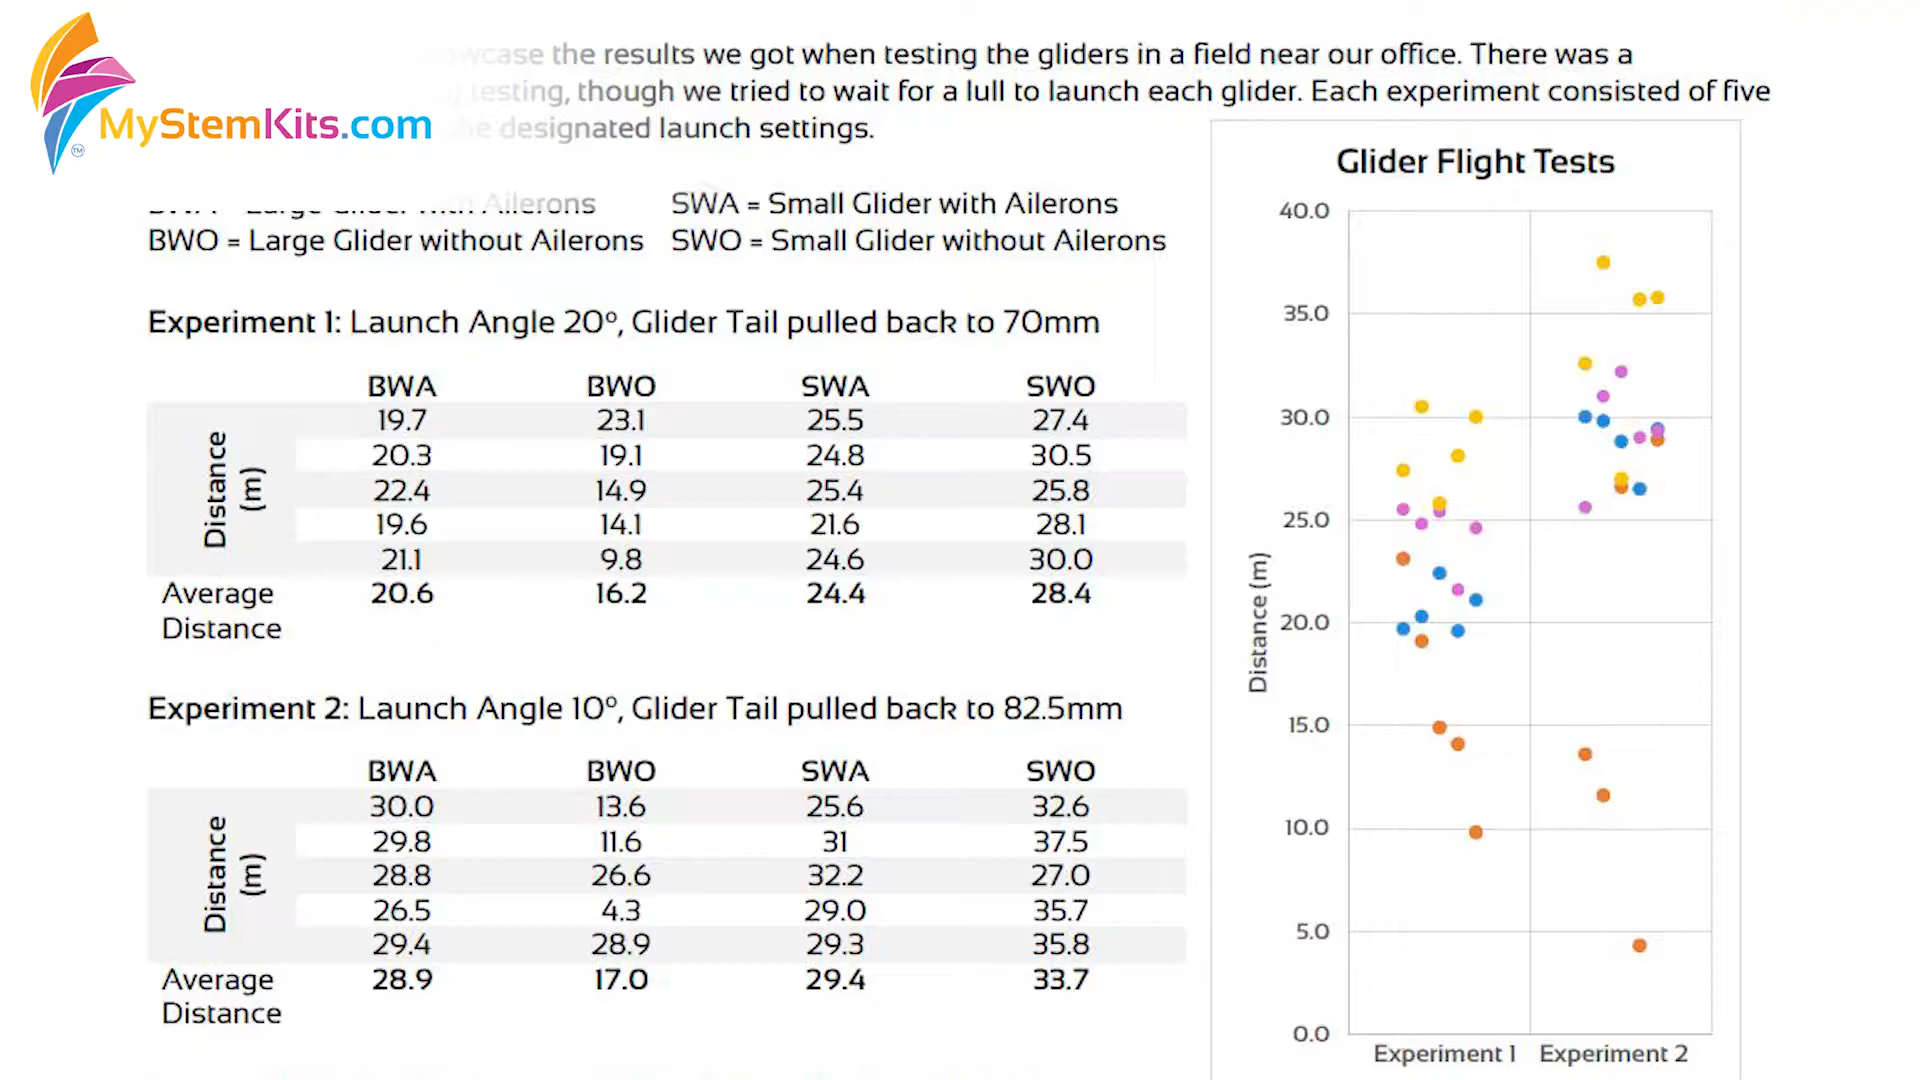 MyStemKits.com
TM
the results we got when testing the gliders in a field near our office. There was a
testing, though we tried to wait for a lull to launch each glider. Each experiment consisted of five
designated launch settings.
Ailerons SWA = Small Glider with Ailerons
BWO = Large Glider without Ailerons SWO = Small Glider without Ailerons
Experiment 1: Launch Angle 20°, Glider Tail pulled back to 70mm
BWA BWO SWA SWO
Distance (m)
19.7 23.1 25.5 27.4
20.3 19.1 24.8 30.5
22.4 14.9 25.4 25.8
19.6 14.1 21.6 28.1
21.1 9.8 24.6 30.0
Average Distance 20.6 16.2 24.4 28.4
Experiment 2: Launch Angle 10°, Glider Tail pulled back to 82.5mm
BWA BWO SWA SWO
Distance (m)
30.0 13.6 25.6 32.6
29.8 11.6 31 37.5
28.8 26.6 32.2 27.0
26.5 4.3 29.0 35.7
29.4 28.9 29.3 35.8
Average Distance 28.9 17.0 29.4 33.7
Glider Flight Tests
Distance (m)
40.0
35.0
30.0
25.0
20.0
15.0
10.0
5.0
0.0
Experiment 1 Experiment 2